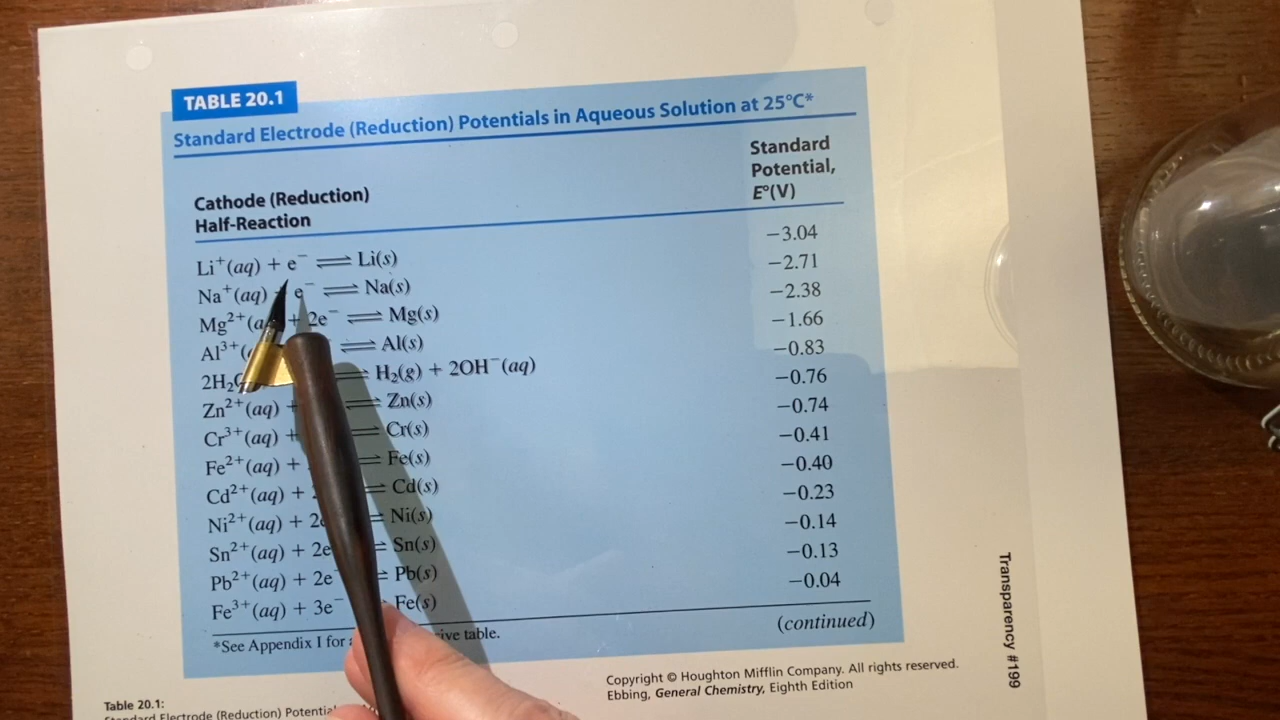 TABLE 20.1
Standard Electrode (Reduction) Potentials in Aqueous Solution at 25°C*
Cathode (Reduction)
Half-Reaction
Standard
Potential,
E°(V)
Li⁺(aq) + e⁻ ⇌ Li(s) −3.04
Na⁺(aq) + e⁻ ⇌ Na(s) −2.71
Mg²⁺(a + 2e⁻ ⇌ Mg(s) −2.38
Al³⁺( ⇌ Al(s) −1.66
2H₂O ⇌ H₂(g) + 2OH⁻(aq) −0.83
Zn²⁺(aq) + ⇌ Zn(s) −0.76
Cr³⁺(aq) + ⇌ Cr(s) −0.74
Fe²⁺(aq) + ⇌ Fe(s) −0.41
Cd²⁺(aq) + ⇌ Cd(s) −0.40
Ni²⁺(aq) + 2e ⇌ Ni(s) −0.23
Sn²⁺(aq) + 2e ⇌ Sn(s) −0.14
Pb²⁺(aq) + 2e⁻ ⇌ Pb(s) −0.13
Fe³⁺(aq) + 3e⁻ Fe(s) −0.04
*See Appendix I for table.
(continued)
Transparency #199
Copyright © Houghton Mifflin Company. All rights reserved.
Ebbing, General Chemistry, Eighth Edition
Table 20.1:
Standard Electrode (Reduction)